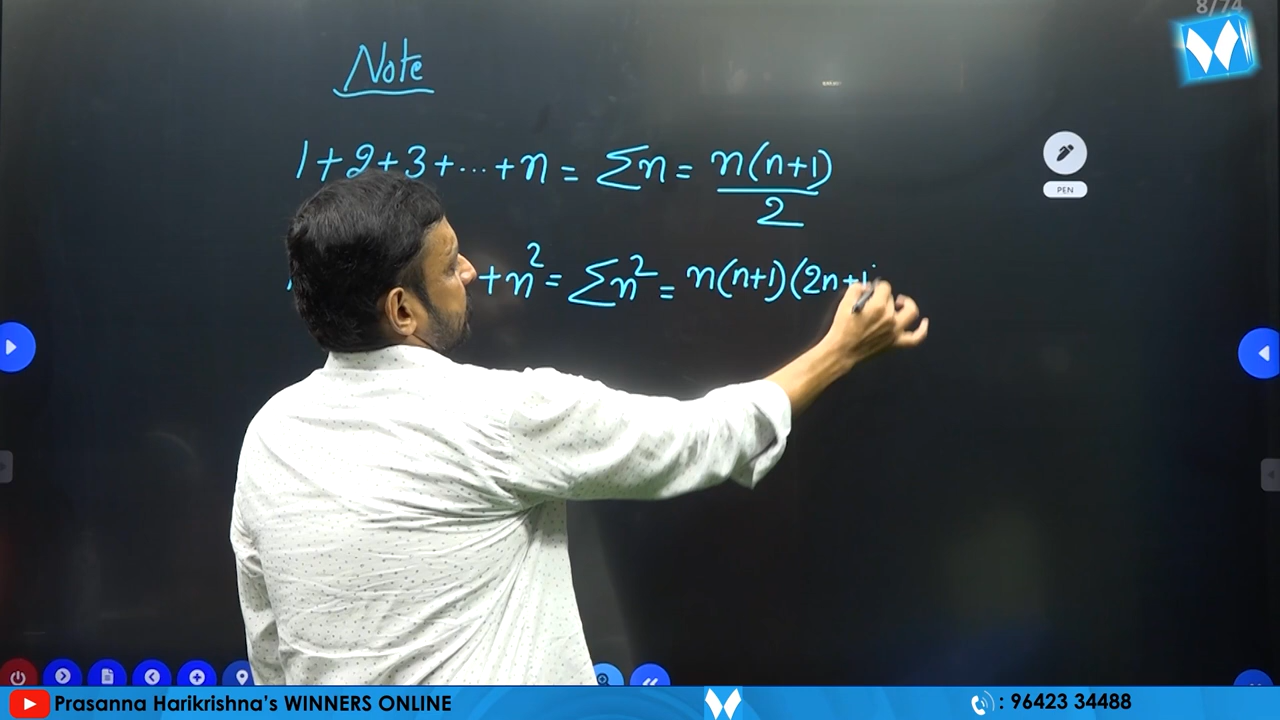 8/74
Note
1+2+3+...+n = Σn = n(n+1)/2
+n² = Σn² = n(n+1)(2n+1
PEN
Prasanna Harikrishna's WINNERS ONLINE
: 96423 34488